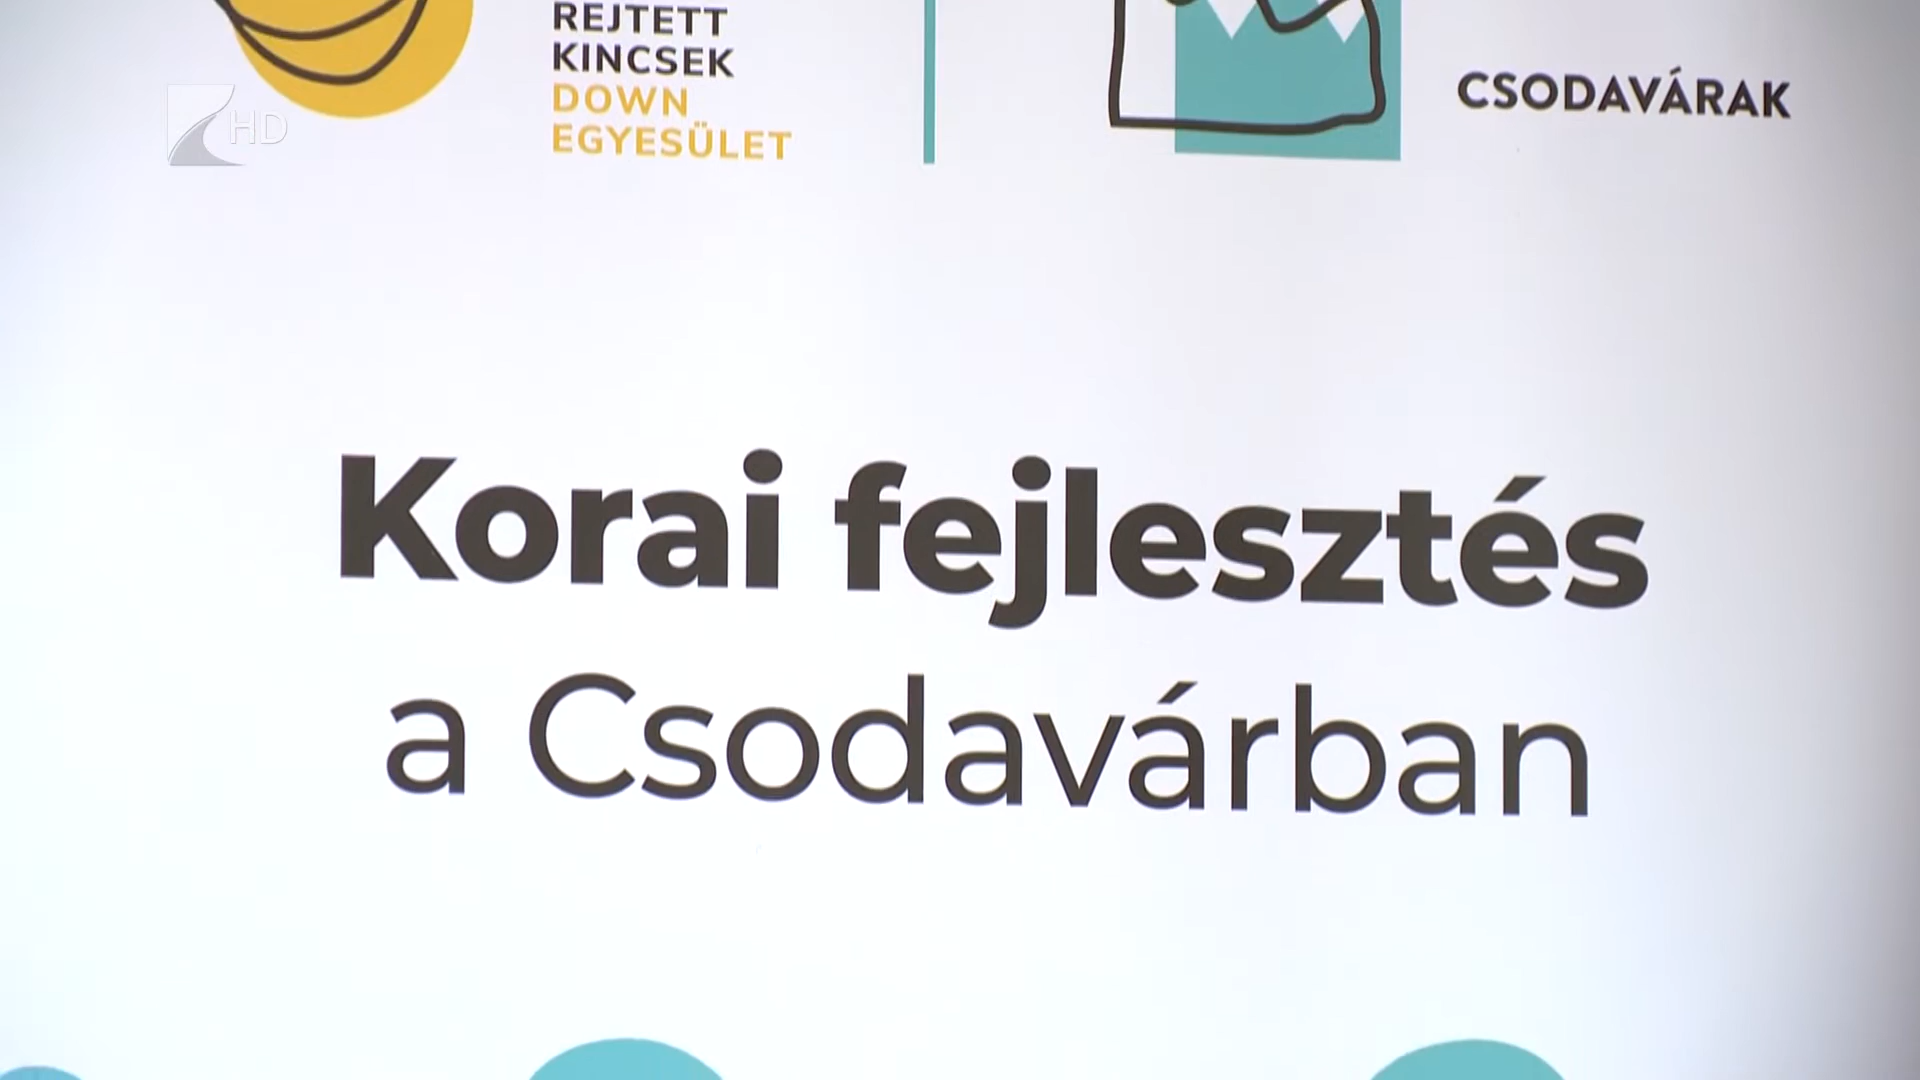 REJTETT
KINCSEK
DOWN
EGYESÜLET
CSODAVÁRAK
HD
Korai fejlesztés
a Csodavárban